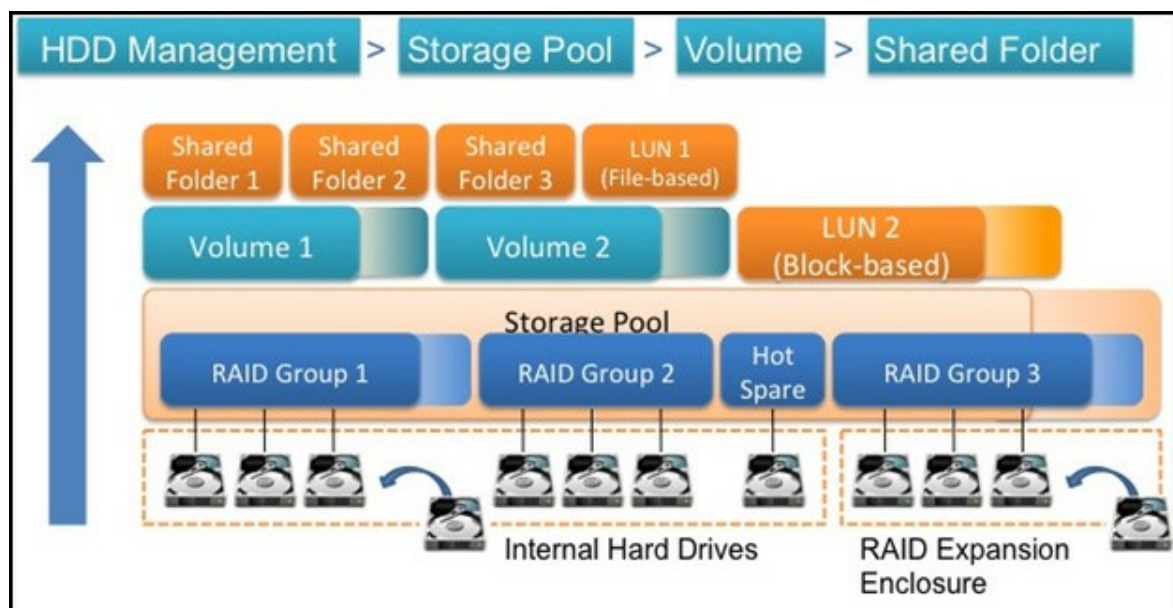 HDD Management > Storage Pool > Volume > Shared Folder
Shared
Folder 1
Shared
Folder 2
Shared
Folder 3
LUN 1
(File-based)
Volume 1
Volume 2
LUN 2
(Block-based)
Storage Pool
RAID Group 1
RAID Group 2
Hot
Spare
RAID Group 3
Internal Hard Drives
RAID Expansion
Enclosure